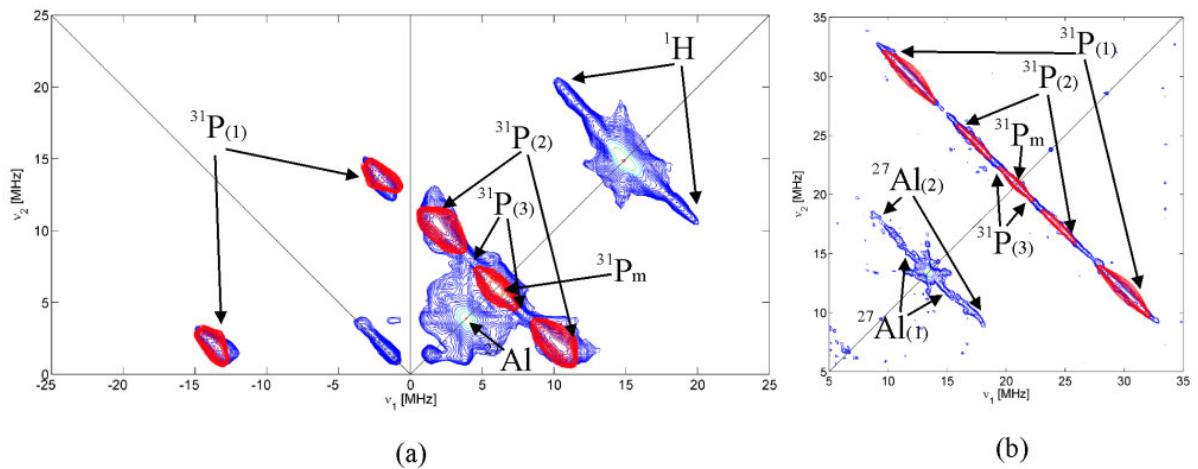 25
20
15
10
5
0
ν2 [MHz]
-25 -20 -15 -10 -5 0 5 10 15 20 25
ν1 [MHz]
31P(1)
1H
31P(2)
31P(3)
31Pm
Al
(a)
35
30
25
20
15
10
5
ν2 [MHz]
5 10 15 20 25 30 35
ν1 [MHz]
31P(1)
31P(2)
31Pm
27Al(2)
31P(3)
27Al(1)
(b)